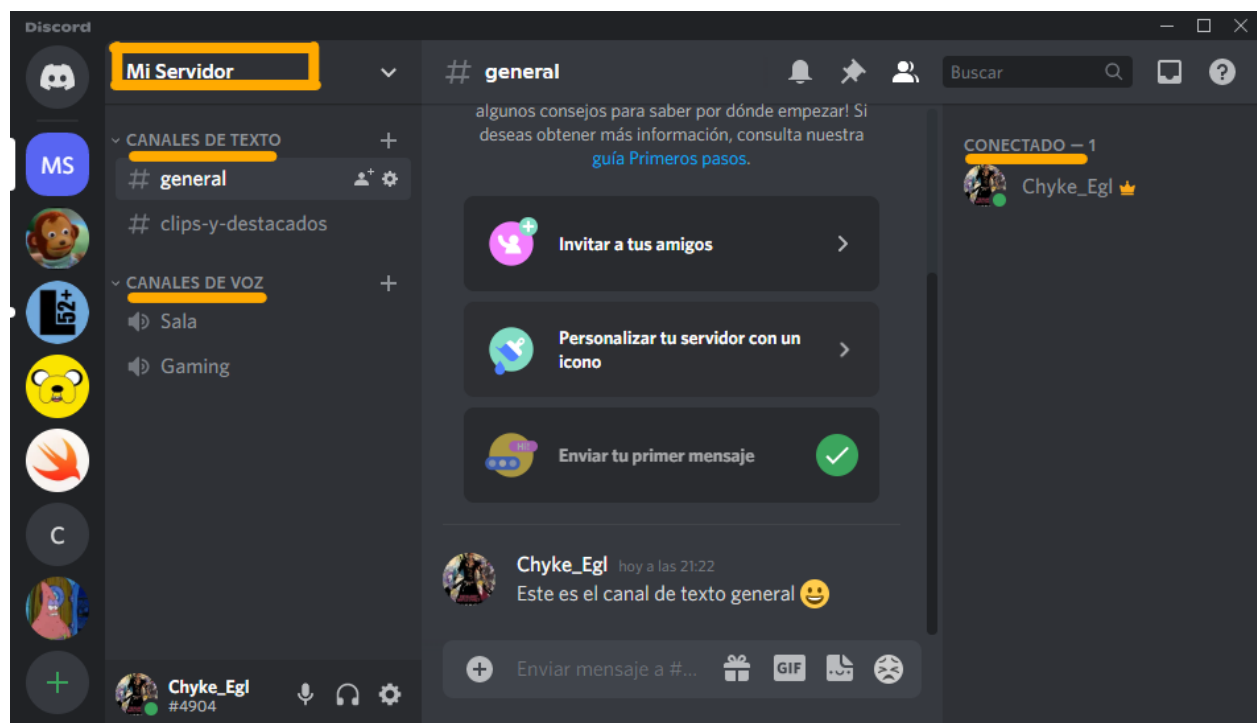 Discord
Mi Servidor
# general
Buscar
MS
L52+
C
CANALES DE TEXTO
# general
# clips-y-destacados
CANALES DE VOZ
Sala
Gaming
Chyke_Egl
#4904
algunos consejos para saber por dónde empezar! Si
deseas obtener más información, consulta nuestra
guía Primeros pasos.
Invitar a tus amigos
Personalizar tu servidor con un
icono
Hi!
Enviar tu primer mensaje
Chyke_Egl hoy a las 21:22
Este es el canal de texto general
Enviar mensaje a #...
GIF
CONECTADO — 1
Chyke_Egl